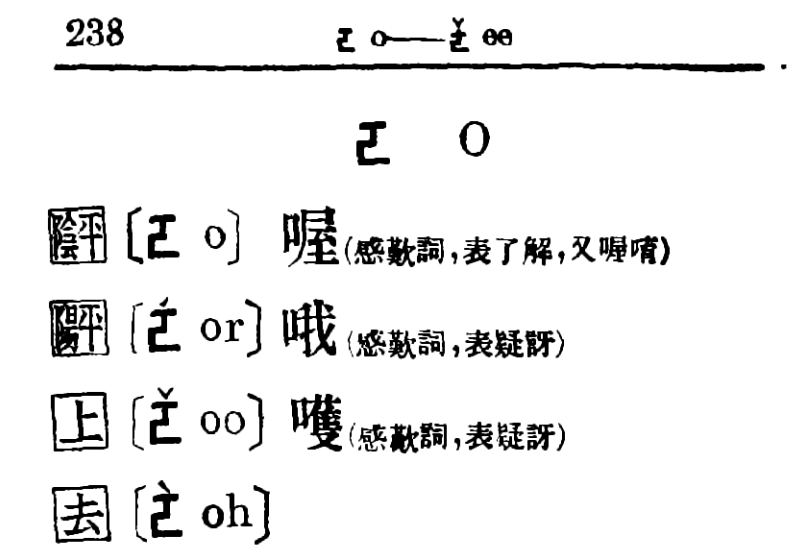 238 ㄛ o——ㄛˇ oo
ㄛ O
陰平〔ㄛ o〕 喔(感歎詞,表了解,又喔唷)
陽平〔ㄛˊ or〕哦(感歎詞,表疑訝)
上〔ㄛˇ oo〕嚄(感歎詞,表疑訝)
去〔ㄛˋ oh〕